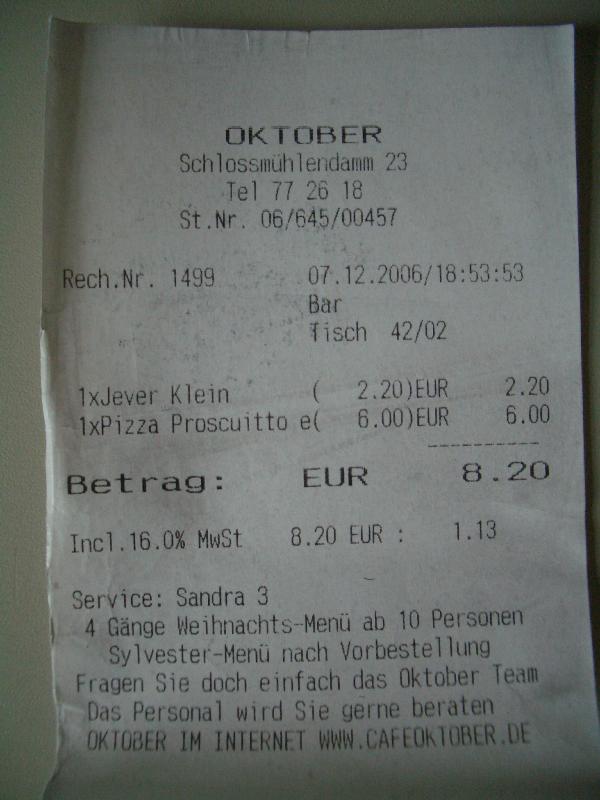 OKTOBER
Schlossmühlendamm 23
Tel 77 26 18
St.Nr. 06/645/00457
Rech.Nr. 1499 07.12.2006/18:53:53
Bar
Tisch 42/02
1xJever Klein ( 2.20)EUR 2.20
1xPizza Proscuitto e( 6.00)EUR 6.00
----------
Betrag: EUR 8.20
Incl.16.0% MwSt 8.20 EUR : 1.13
Service: Sandra 3
4 Gänge Weihnachts-Menü ab 10 Personen
Sylvester-Menü nach Vorbestellung
Fragen Sie doch einfach das Oktober Team
Das Personal wird Sie gerne beraten
OKTOBER IM INTERNET WWW.CAFEOKTOBER.DE